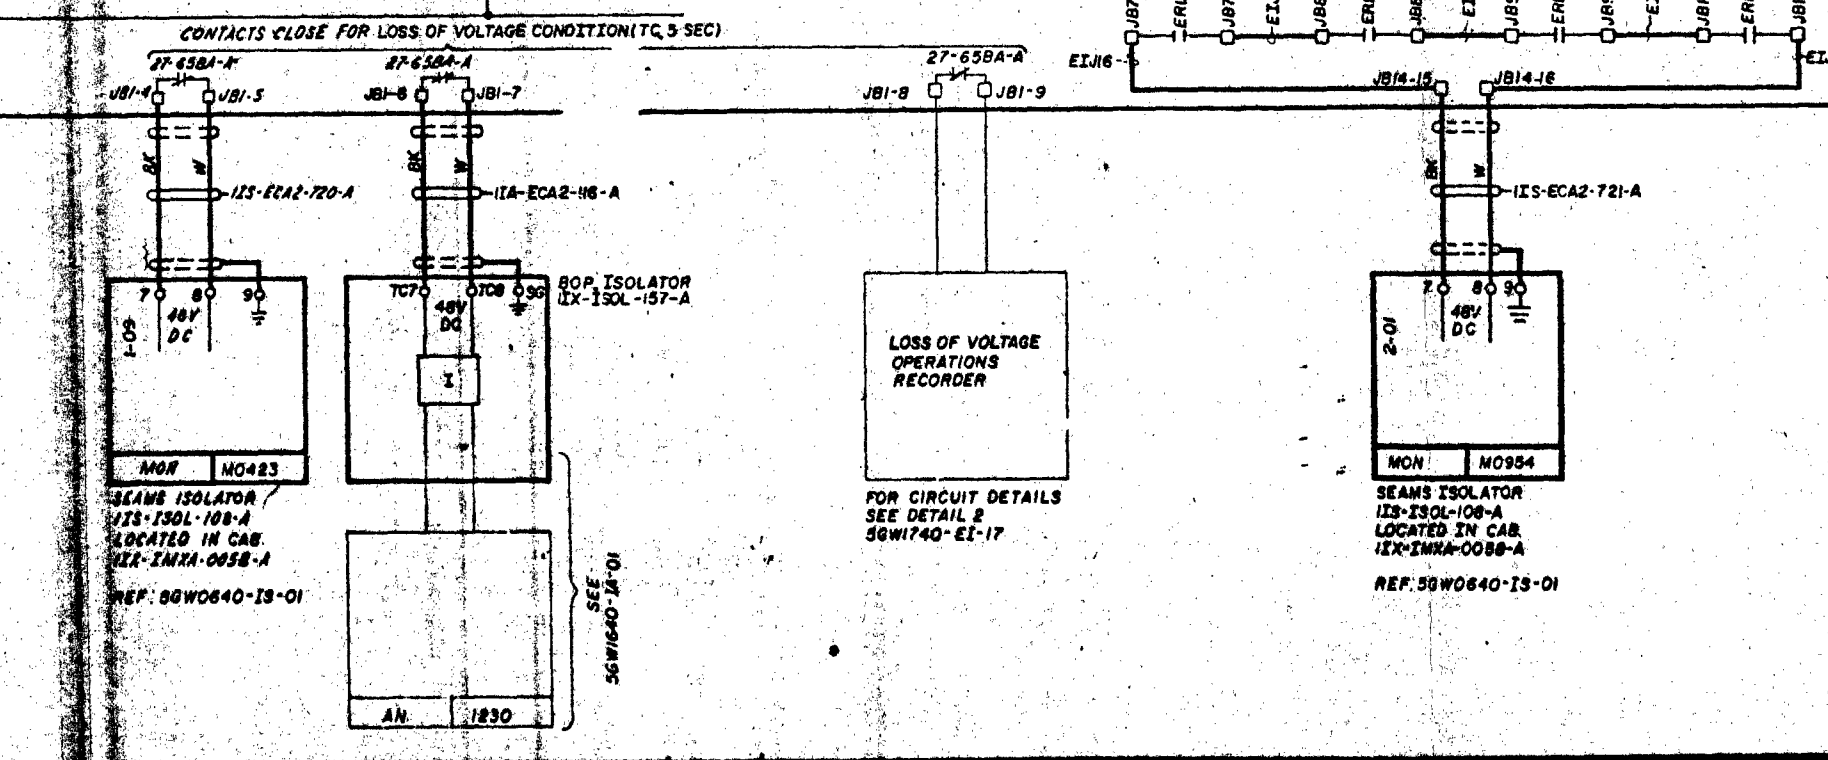 CONTACTS CLOSE FOR LOSS OF VOLTAGE CONDITION (TC 5 SEC)
27-65BA-A
JB1-4
JB1-5
27-65BA-A
JB1-6
JB1-7
27-65BA-A
JB1-8
JB1-9
EIJ16
JB14-15
JB14-16
BK
W
1IS-ECA2-720-A
BK
W
1IA-ECA2-116-A
BK
W
1IS-ECA2-721-A
7
8
9
48V
DC
1-09
MON
MO423
SEAMS ISOLATOR
1IS-ISOL-108-A
LOCATED IN CAB.
1IX-IMXA-005B-A
REF: 5GW0640-IS-01
TC7
TC8
SG
48V
DC
I
BOP ISOLATOR
1IX-ISOL-157-A
AN.
1230
SEE
5GW1640-IA-01
LOSS OF VOLTAGE
OPERATIONS
RECORDER
FOR CIRCUIT DETAILS
SEE DETAIL 2
5GW1740-EI-17
7
8
9
48V
DC
2-01
MON
MO954
SEAMS ISOLATOR
1IS-ISOL-108-A
LOCATED IN CAB.
1IX-IMXA-005B-A
REF. 5GW0640-IS-01